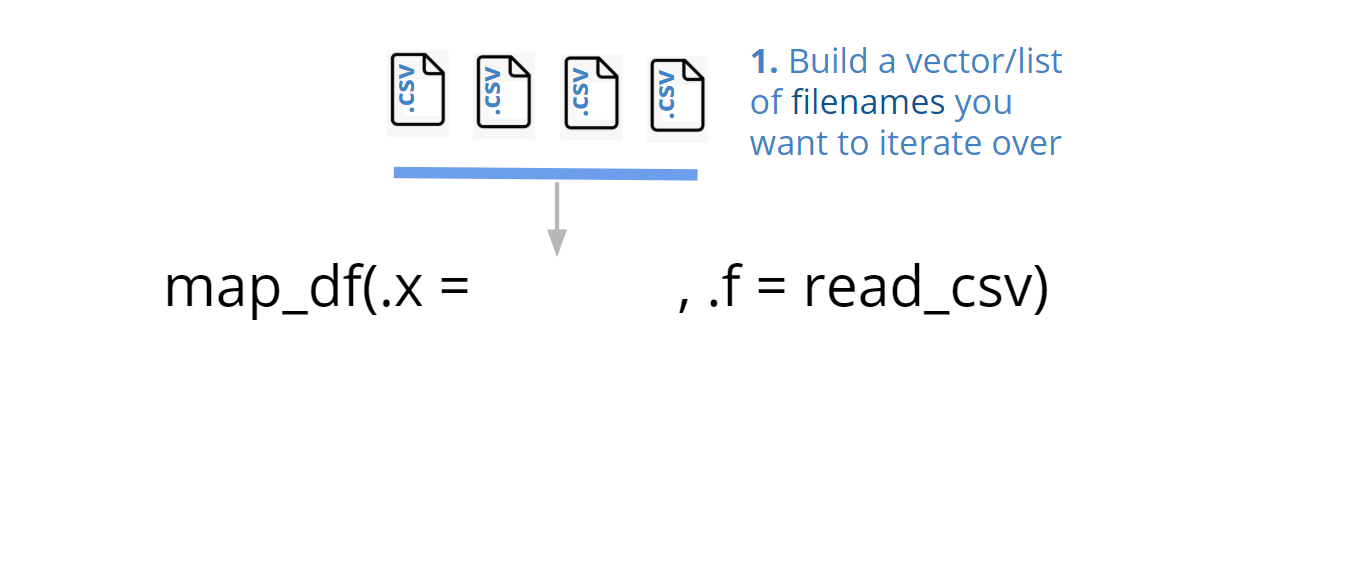 .csv .csv .csv .csv
1. Build a vector/list
of filenames you
want to iterate over
map_df(.x = , .f = read_csv)